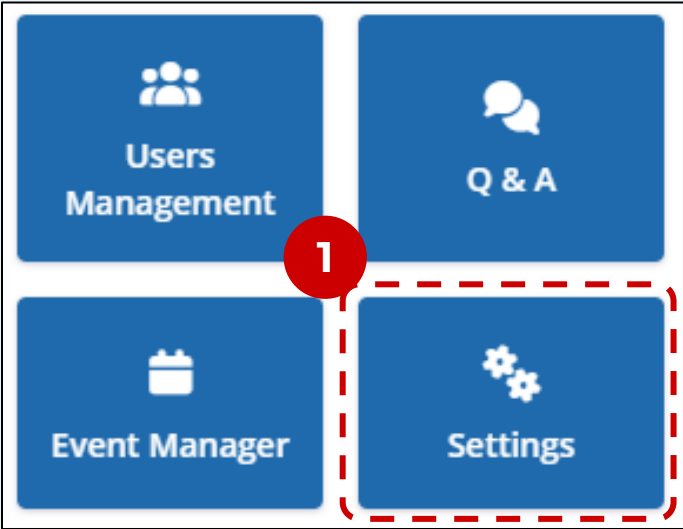 Users
Management
Q & A
1
Event Manager
Settings